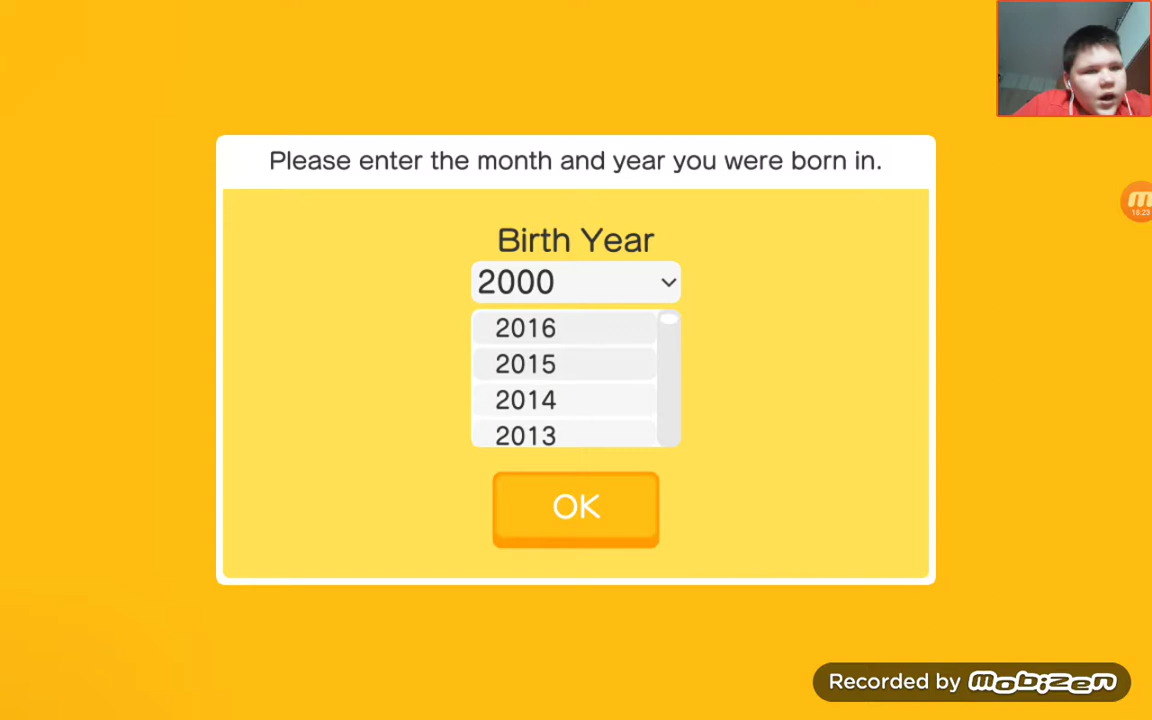 Please enter the month and year you were born in.
Birth Year
2000
2016
2015
2014
2013
OK
Recorded by mobizen